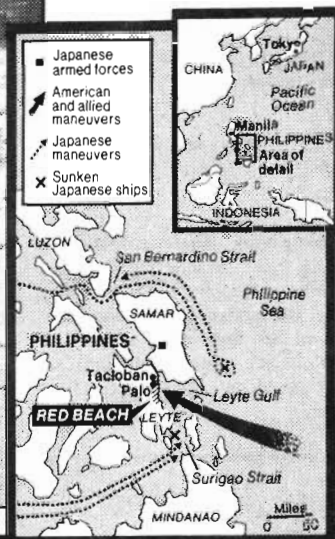 Japanese
armed forces
American
and allied
maneuvers
Japanese
maneuvers
Sunken
Japanese ships
Tokyo
CHINA
JAPAN
Pacific
Ocean
Manila
PHILIPPINES
Area of
detail
INDONESIA
LUZON
San Bernardino Strait
SAMAR
Philippine
Sea
PHILIPPINES
Tacloban
Palo
Leyte Gulf
RED BEACH
LEYTE
Surigao Strait
MINDANAO
Miles
0 50